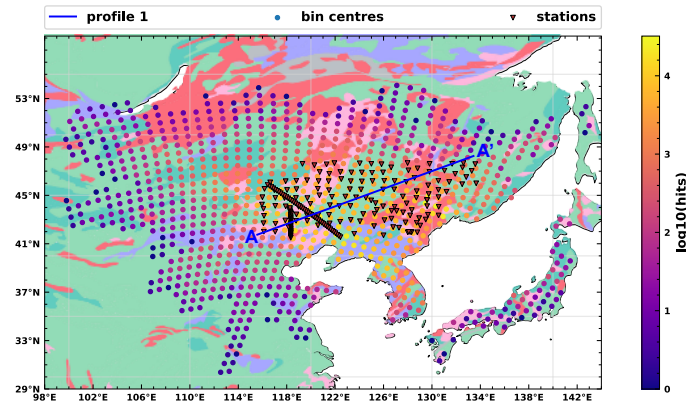 profile 1 bin centres stations
53°N
49°N
45°N
41°N
37°N
33°N
29°N
A'
A
98°E 102°E 106°E 110°E 114°E 118°E 122°E 126°E 130°E 134°E 138°E 142°E
4
3
2
1
0
log10(hits)